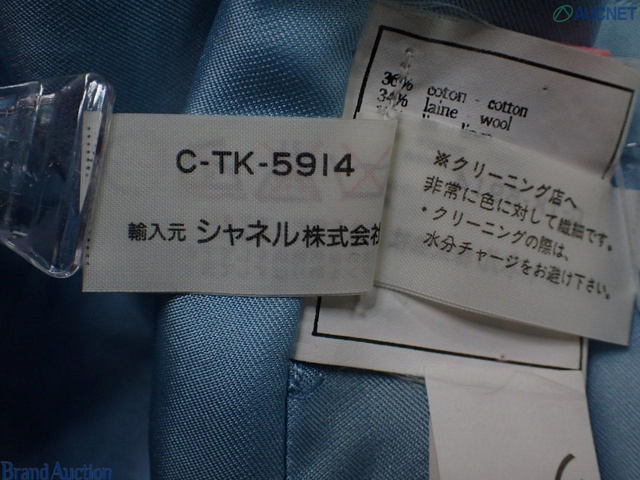 AUCNET
36% coton - cotton
34% laine - wool
C-TK-5914
輸入元 シャネル株式会社
※クリーニング店へ
非常に色に対して繊細です。
・クリーニングの際は、
水分チャージをお避け下さい。
Brand Auction